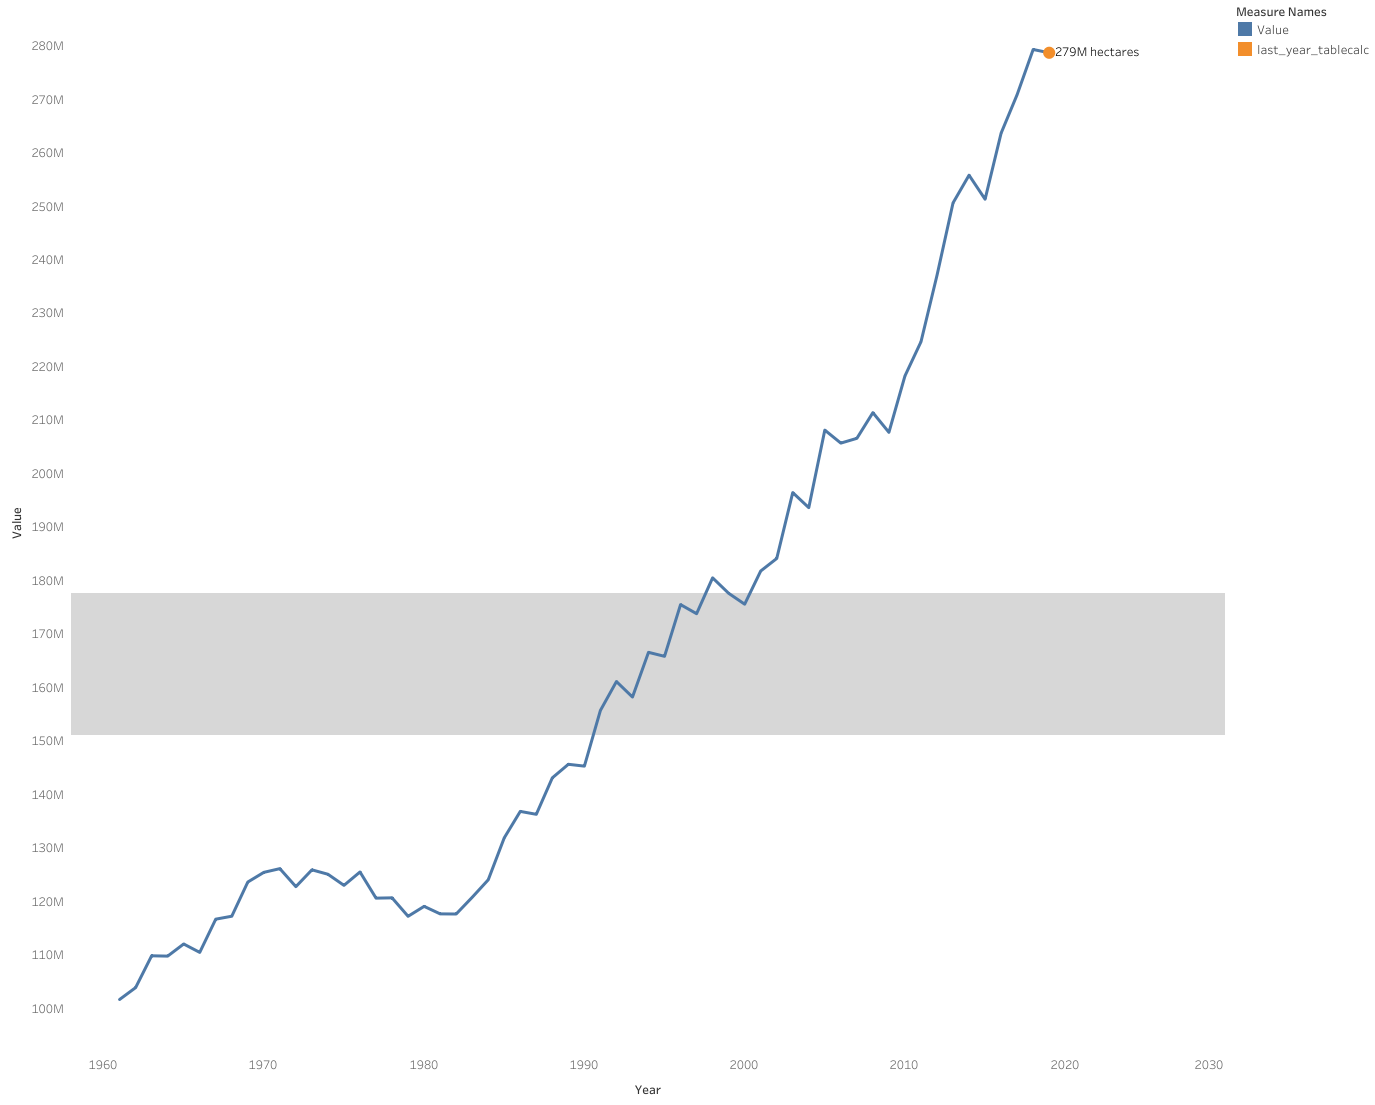 Measure Names
Value
last_year_tablecalc
280M
279M hectares
270M
260M
250M
240M
230M
220M
210M
200M
190M
180M
170M
160M
150M
140M
130M
120M
110M
100M
Value
1960 1970 1980 1990 2000 2010 2020 2030
Year